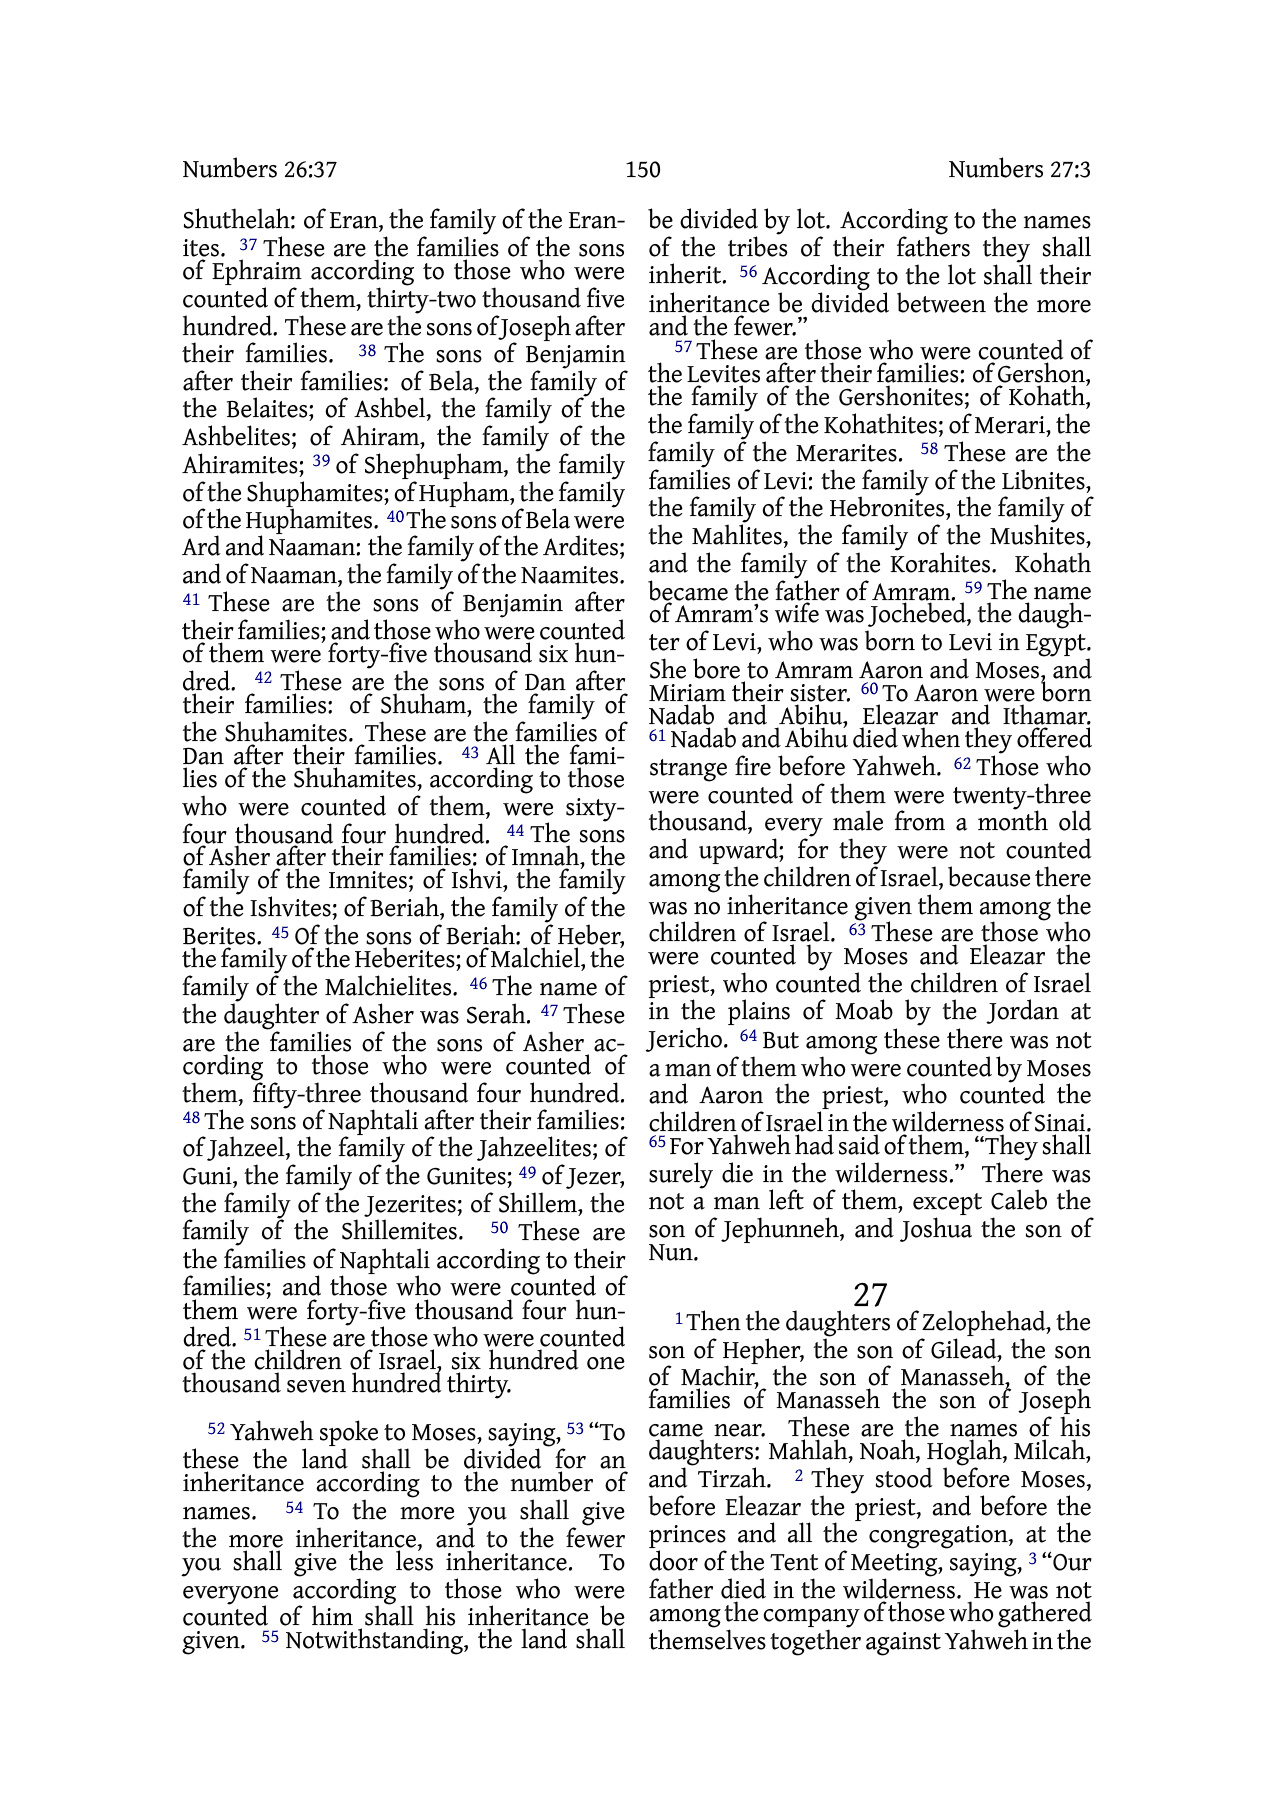 Numbers 26:37 150 Numbers 27:3
Shuthelah: of Eran, the family of the Eran-
ites. 37 These are the families of the sons
of Ephraim according to those who were
counted of them, thirty-two thousand five
hundred. These are the sons of Joseph after
their families. 38 The sons of Benjamin
after their families: of Bela, the family of
the Belaites; of Ashbel, the family of the
Ashbelites; of Ahiram, the family of the
Ahiramites; 39 of Shephupham, the family
of the Shuphamites; of Hupham, the family
of the Huphamites. 40 The sons of Bela were
Ard and Naaman: the family of the Ardites;
and of Naaman, the family of the Naamites.
41 These are the sons of Benjamin after
their families; and those who were counted
of them were forty-five thousand six hun-
dred. 42 These are the sons of Dan after
their families: of Shuham, the family of
the Shuhamites. These are the families of
Dan after their families. 43 All the fami-
lies of the Shuhamites, according to those
who were counted of them, were sixty-
four thousand four hundred. 44 The sons
of Asher after their families: of Imnah, the
family of the Imnites; of Ishvi, the family
of the Ishvites; of Beriah, the family of the
Berites. 45 Of the sons of Beriah: of Heber,
the family of the Heberites; of Malchiel, the
family of the Malchielites. 46 The name of
the daughter of Asher was Serah. 47 These
are the families of the sons of Asher ac-
cording to those who were counted of
them, fifty-three thousand four hundred.
48 The sons of Naphtali after their families:
of Jahzeel, the family of the Jahzeelites; of
Guni, the family of the Gunites; 49 of Jezer,
the family of the Jezerites; of Shillem, the
family of the Shillemites. 50 These are
the families of Naphtali according to their
families; and those who were counted of
them were forty-five thousand four hun-
dred. 51 These are those who were counted
of the children of Israel, six hundred one
thousand seven hundred thirty.
52 Yahweh spoke to Moses, saying, 53 “To
these the land shall be divided for an
inheritance according to the number of
names. 54 To the more you shall give
the more inheritance, and to the fewer
you shall give the less inheritance. To
everyone according to those who were
counted of him shall his inheritance be
given. 55 Notwithstanding, the land shall
be divided by lot. According to the names
of the tribes of their fathers they shall
inherit. 56 According to the lot shall their
inheritance be divided between the more
and the fewer.”
57 These are those who were counted of
the Levites after their families: of Gershon,
the family of the Gershonites; of Kohath,
the family of the Kohathites; of Merari, the
family of the Merarites. 58 These are the
families of Levi: the family of the Libnites,
the family of the Hebronites, the family of
the Mahlites, the family of the Mushites,
and the family of the Korahites. Kohath
became the father of Amram. 59 The name
of Amram’s wife was Jochebed, the daugh-
ter of Levi, who was born to Levi in Egypt.
She bore to Amram Aaron and Moses, and
Miriam their sister. 60 To Aaron were born
Nadab and Abihu, Eleazar and Ithamar.
61 Nadab and Abihu died when they offered
strange fire before Yahweh. 62 Those who
were counted of them were twenty-three
thousand, every male from a month old
and upward; for they were not counted
among the children of Israel, because there
was no inheritance given them among the
children of Israel. 63 These are those who
were counted by Moses and Eleazar the
priest, who counted the children of Israel
in the plains of Moab by the Jordan at
Jericho. 64 But among these there was not
a man of them who were counted by Moses
and Aaron the priest, who counted the
children of Israel in the wilderness of Sinai.
65 For Yahweh had said of them, “They shall
surely die in the wilderness.” There was
not a man left of them, except Caleb the
son of Jephunneh, and Joshua the son of
Nun.
27
1 Then the daughters of Zelophehad, the
son of Hepher, the son of Gilead, the son
of Machir, the son of Manasseh, of the
families of Manasseh the son of Joseph
came near. These are the names of his
daughters: Mahlah, Noah, Hoglah, Milcah,
and Tirzah. 2 They stood before Moses,
before Eleazar the priest, and before the
princes and all the congregation, at the
door of the Tent of Meeting, saying, 3 “Our
father died in the wilderness. He was not
among the company of those who gathered
themselves together against Yahweh in the